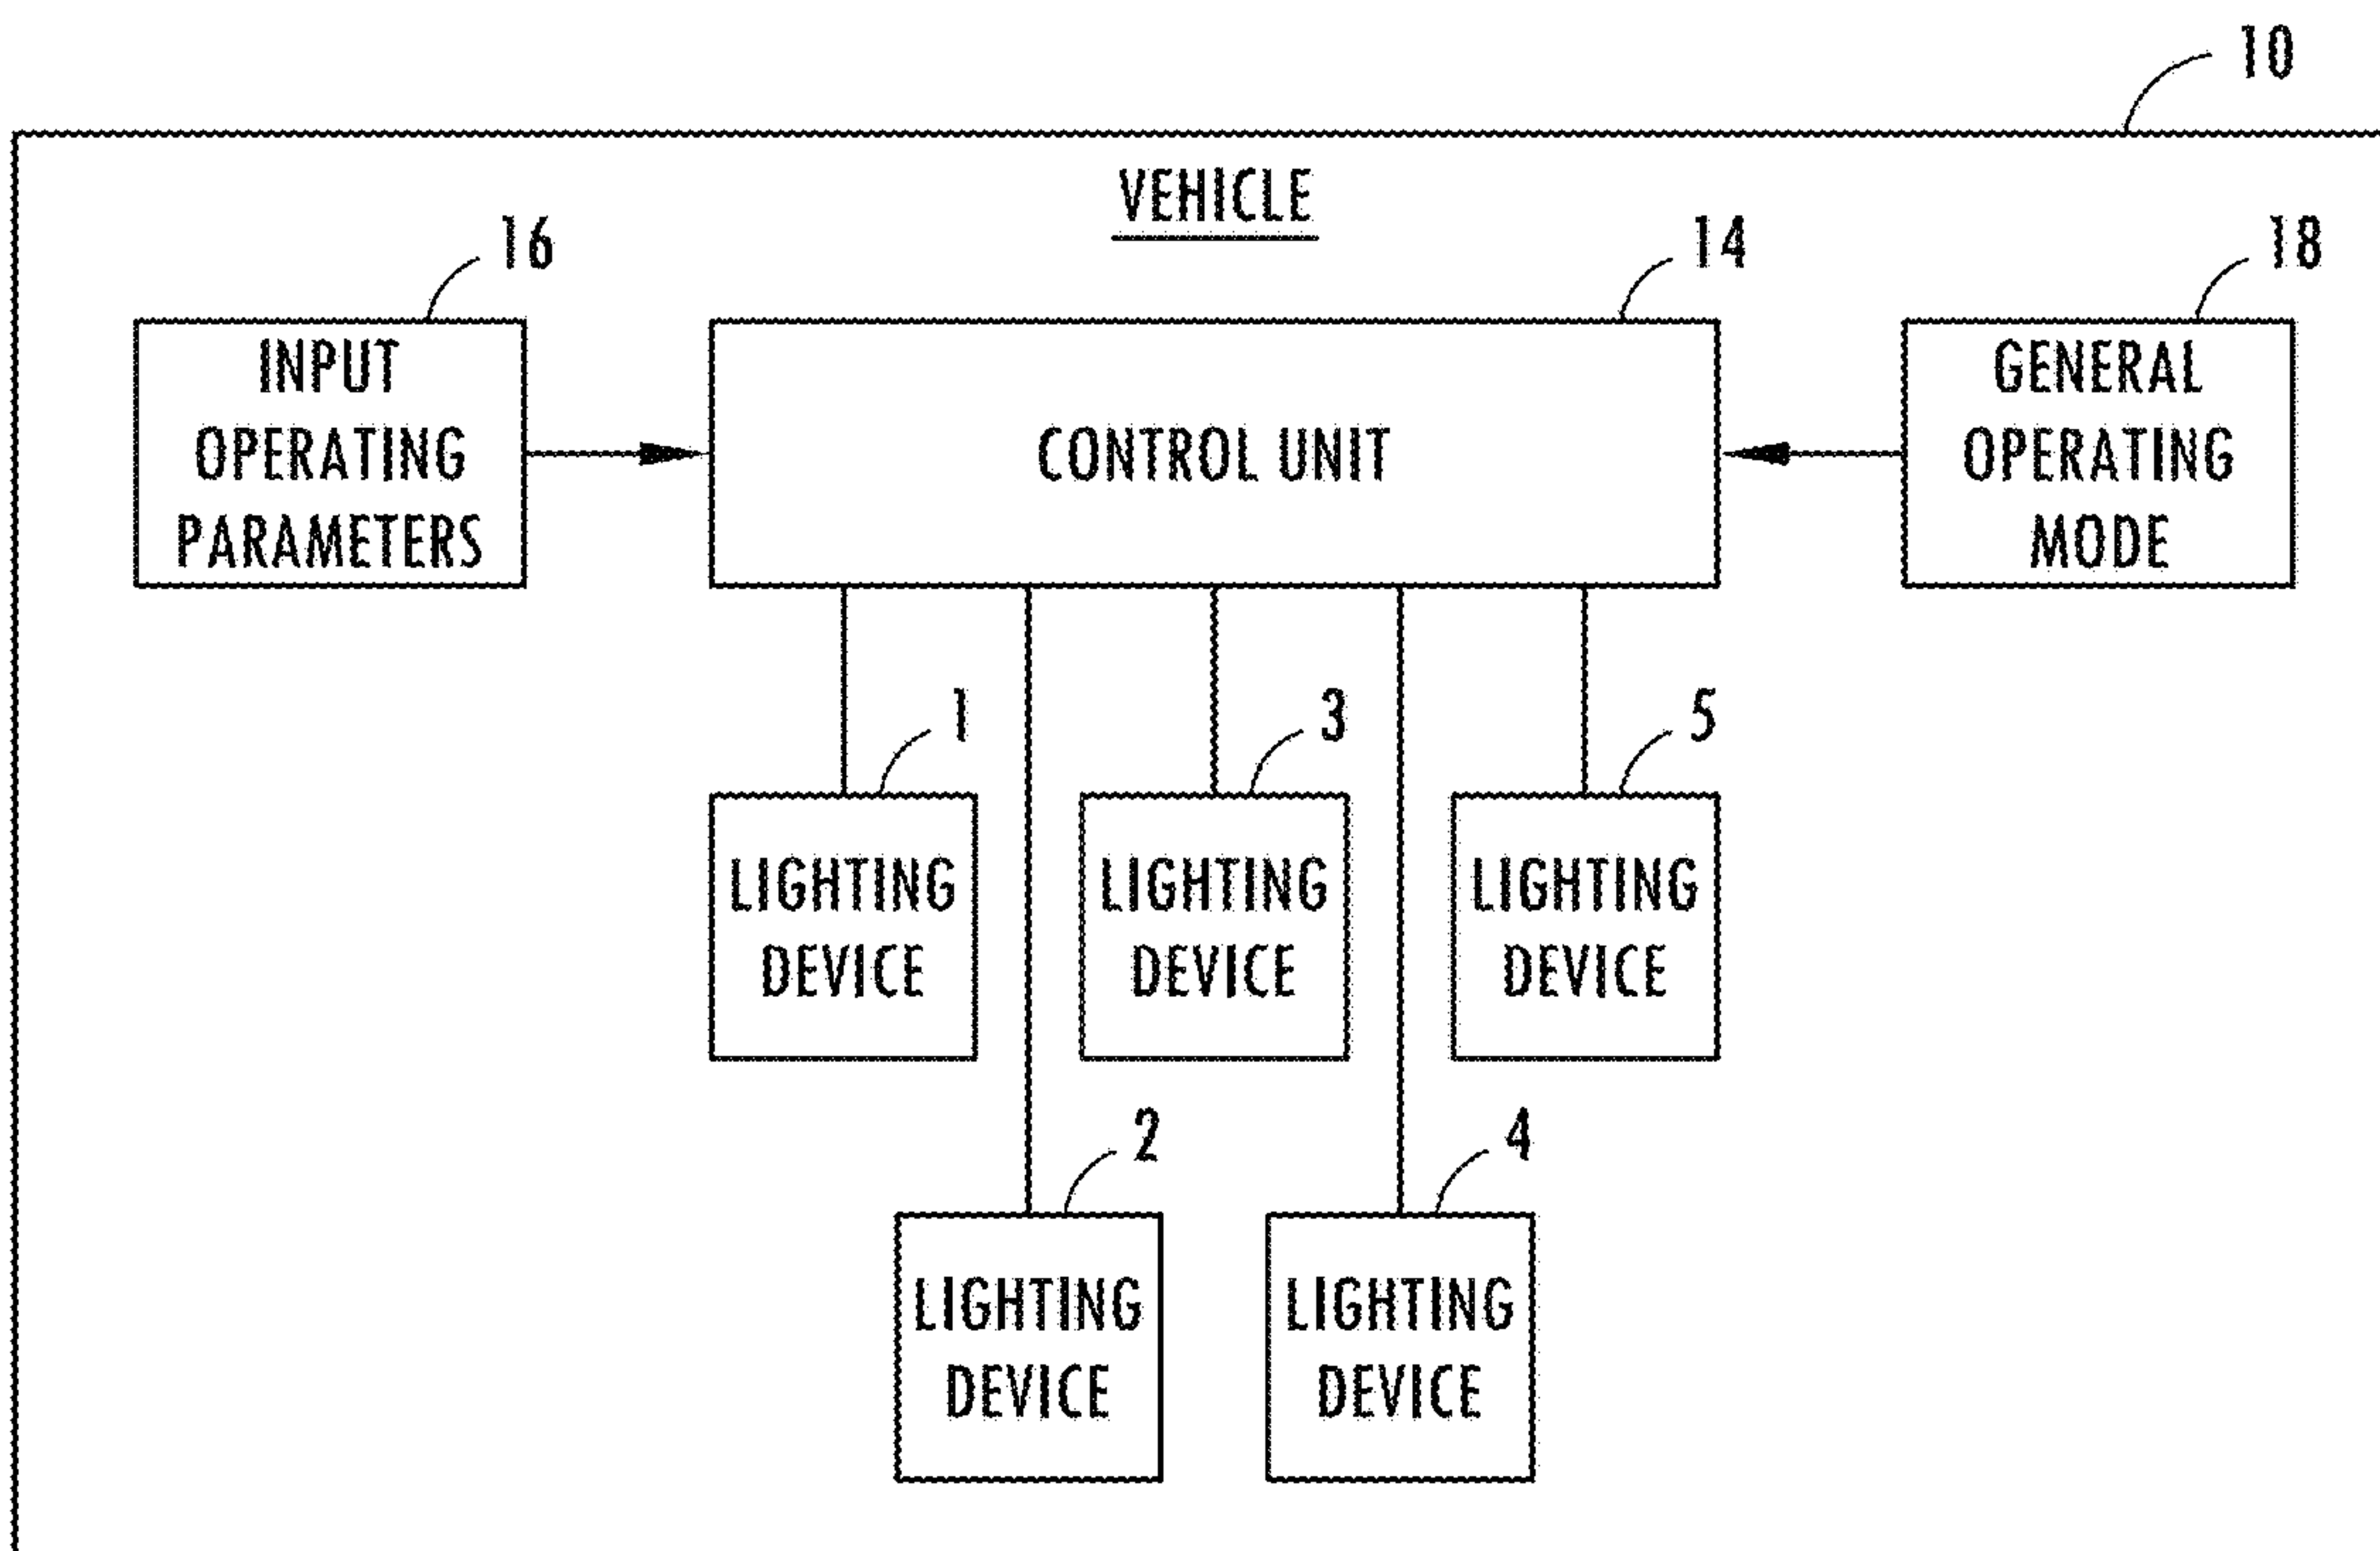 10
VEHICLE
16
14
18
INPUT
OPERATING
PARAMETERS
CONTROL UNIT
GENERAL
OPERATING
MODE
1
3
5
LIGHTING
DEVICE
LIGHTING
DEVICE
LIGHTING
DEVICE
2
4
LIGHTING
DEVICE
LIGHTING
DEVICE